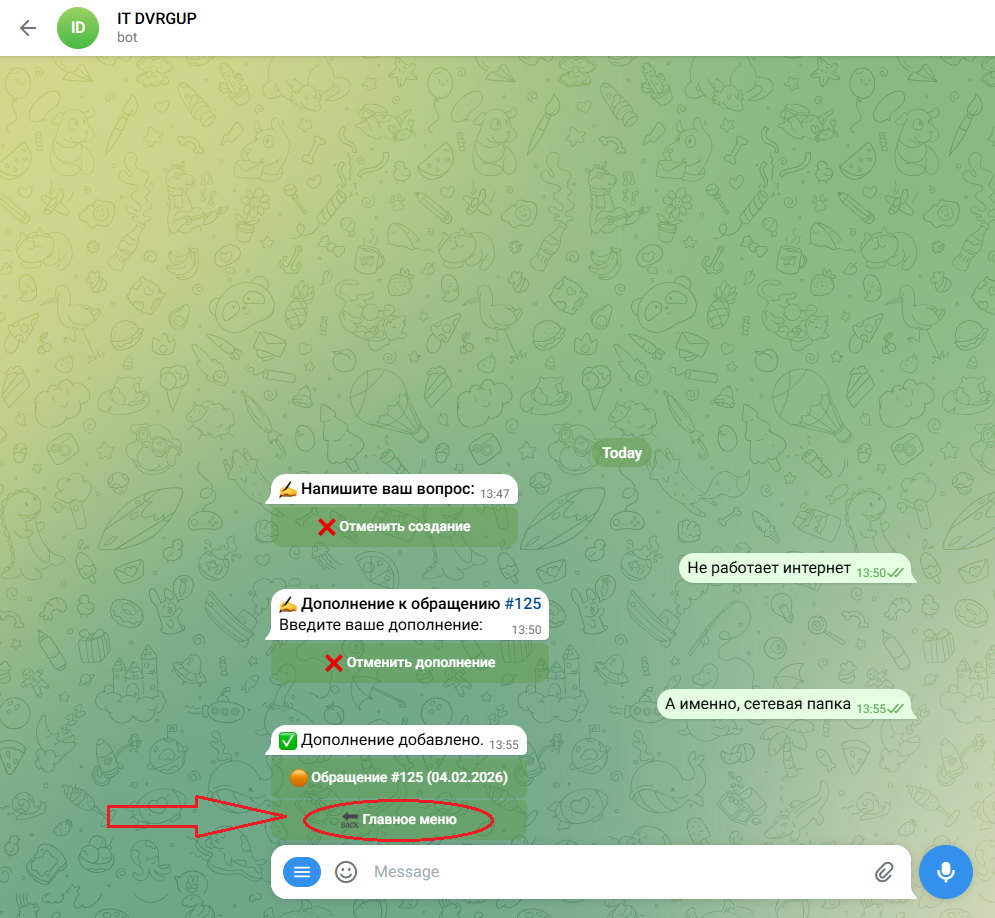 ID
IT DVRGUP
bot
Today
✍️ Напишите ваш вопрос: 13:47
❌ Отменить создание
Не работает интернет 13:50
✍️ Дополнение к обращению #125
Введите ваше дополнение: 13:50
❌ Отменить дополнение
А именно, сетевая папка 13:55
✅ Дополнение добавлено. 13:55
🟠 Обращение #125 (04.02.2026)
🔙 Главное меню
Message